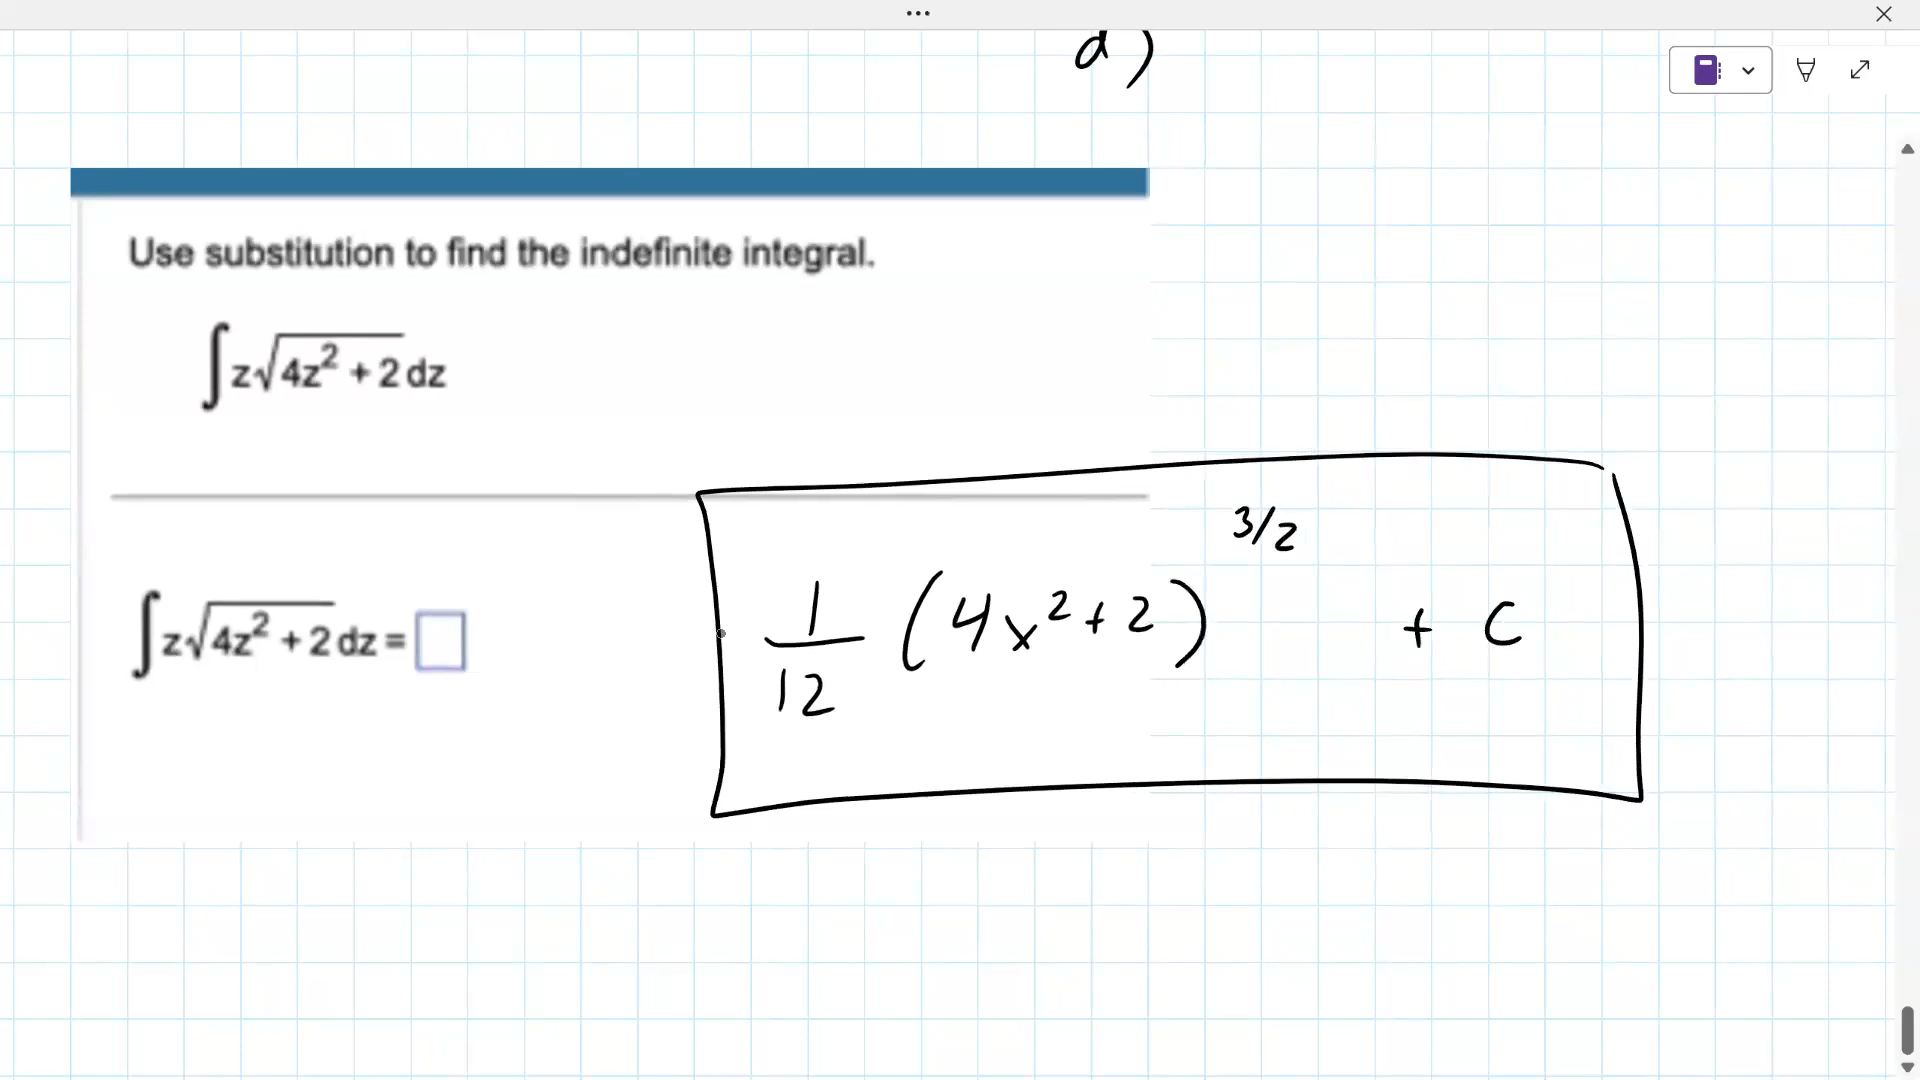 a)
Use substitution to find the indefinite integral.
∫ z√(4z² + 2) dz
∫ z√(4z² + 2) dz =
1/12 (4x² + 2)^3/2 + C